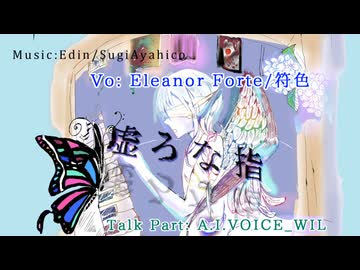 Music:Edin/SugiAyahico
Vo: Eleanor Forte/符色
虚ろな指
Talk Part: A.I.VOICE_WIL